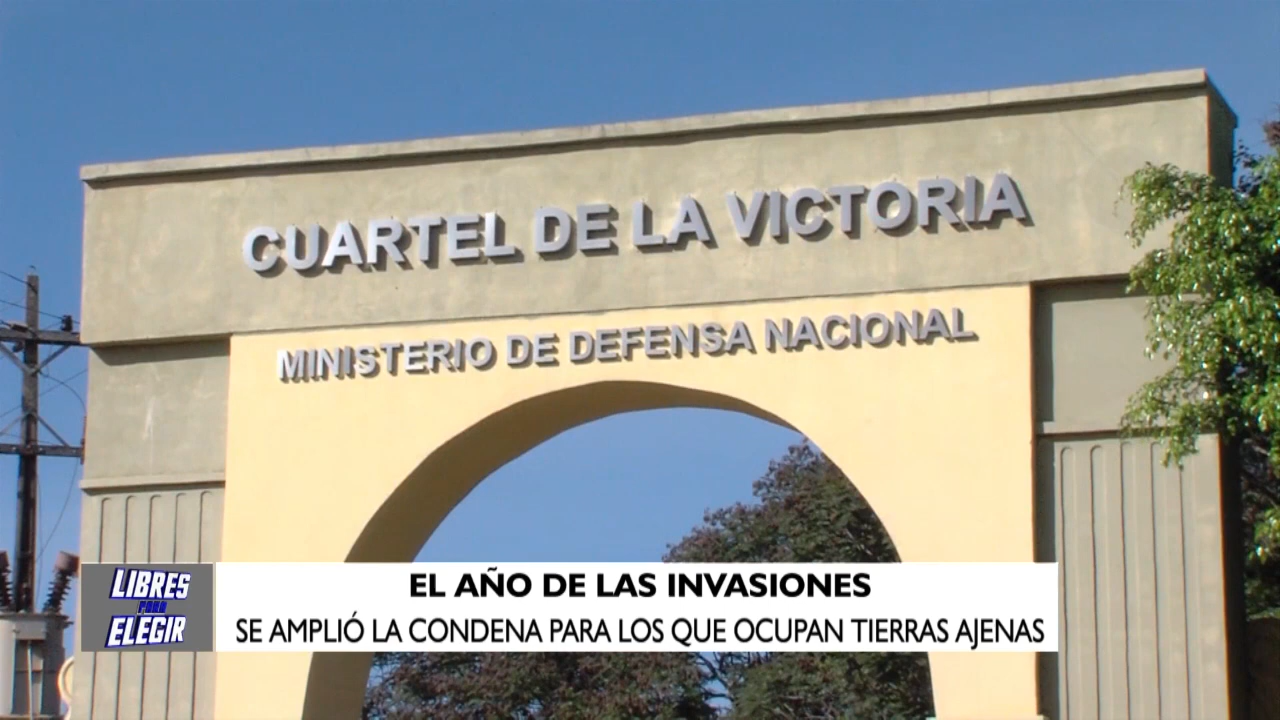 CUARTEL DE LA VICTORIA
MINISTERIO DE DEFENSA NACIONAL
LIBRES
PARA
ELEGIR
EL AÑO DE LAS INVASIONES
SE AMPLIÓ LA CONDENA PARA LOS QUE OCUPAN TIERRAS AJENAS